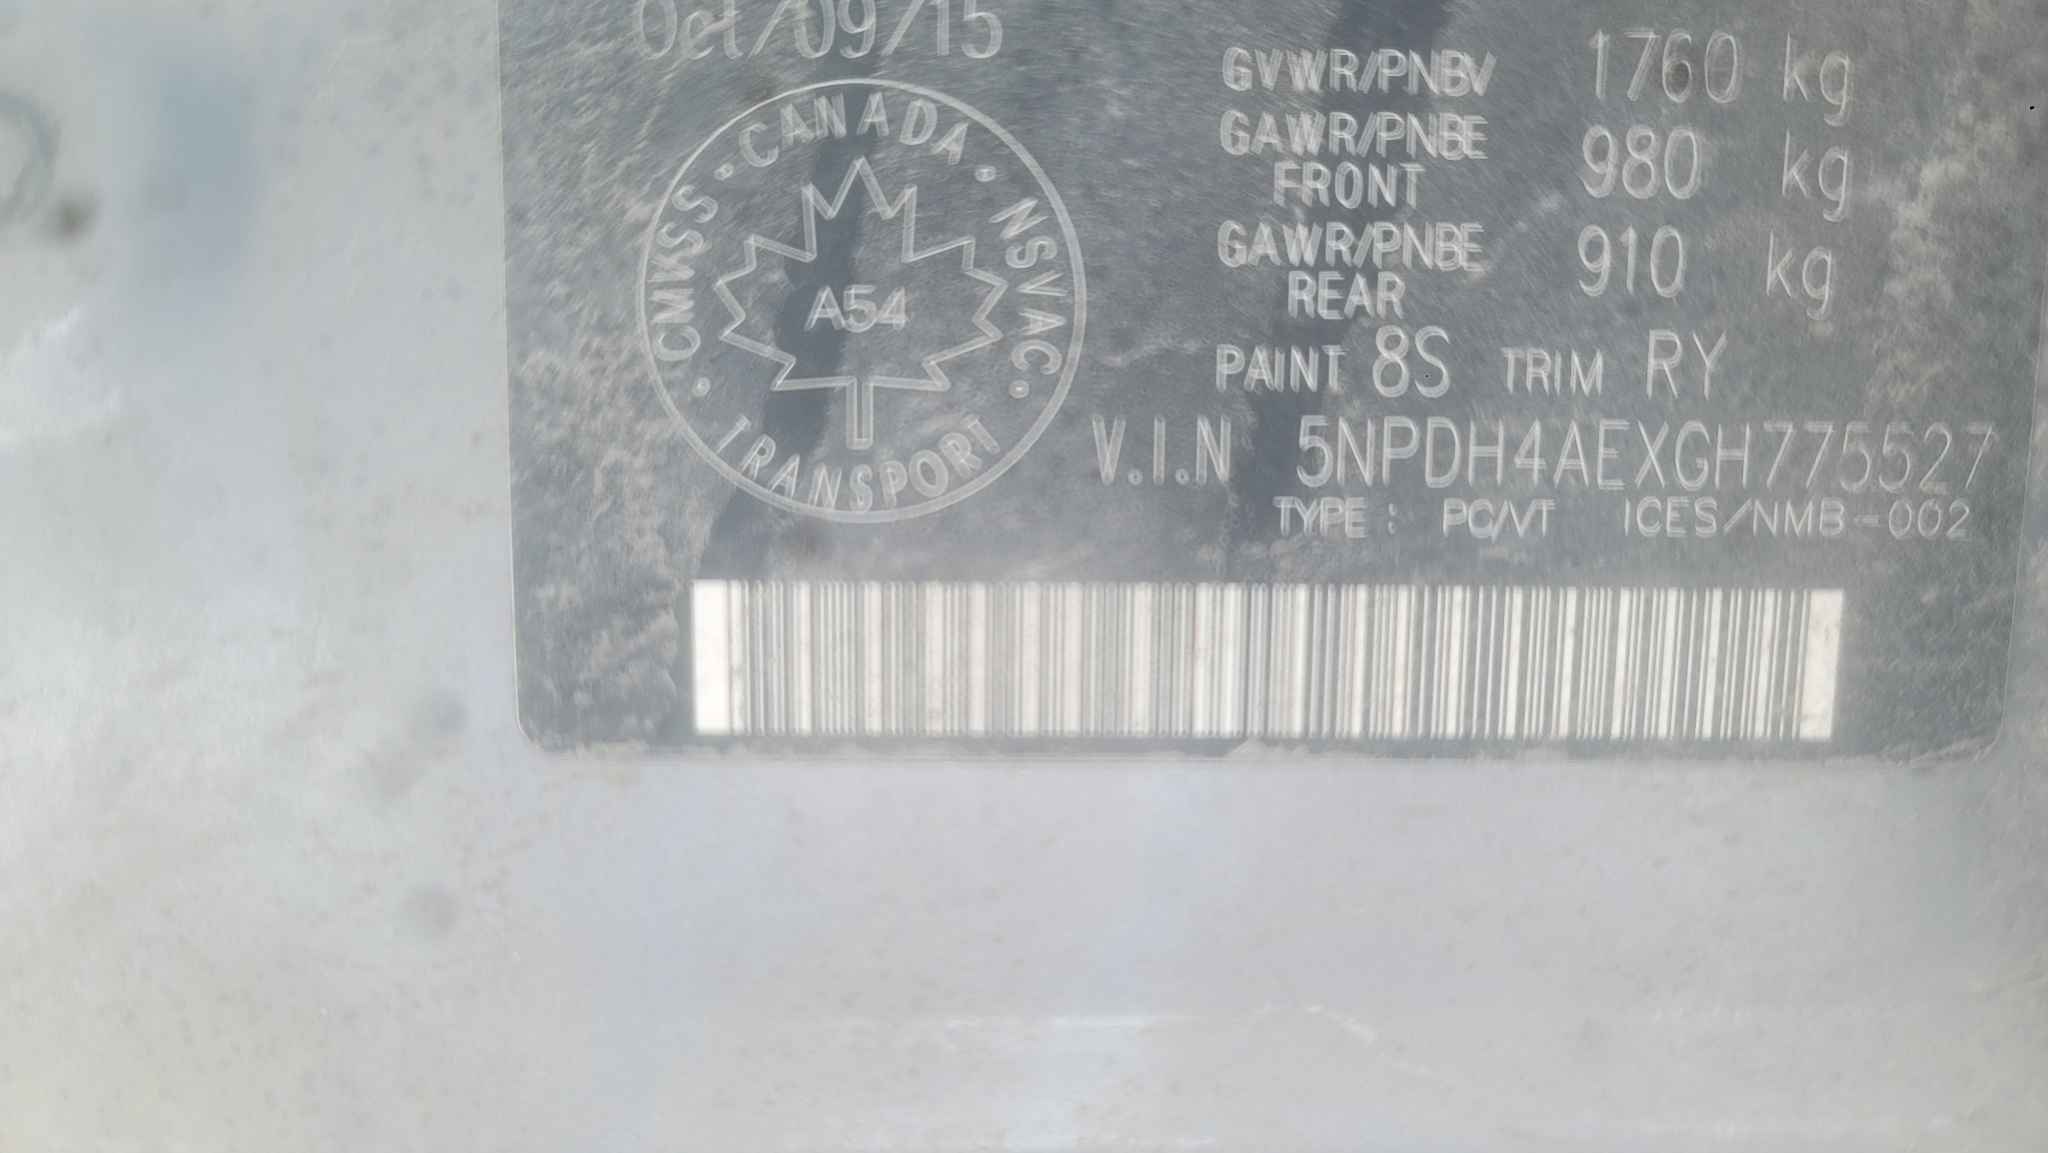 Oct/09/15
GVWR/PNBV 1760 kg
GAWR/PNBE FRONT 980 kg
GAWR/PNBE REAR 910 kg
PAINT 8S TRIM RY
V.I.N 5NPDH4AEXGH775527
TYPE: PC/VT ICES/NMB-002
CMVSS · CANADA · NSVAC · TRANSPORT ·
A54